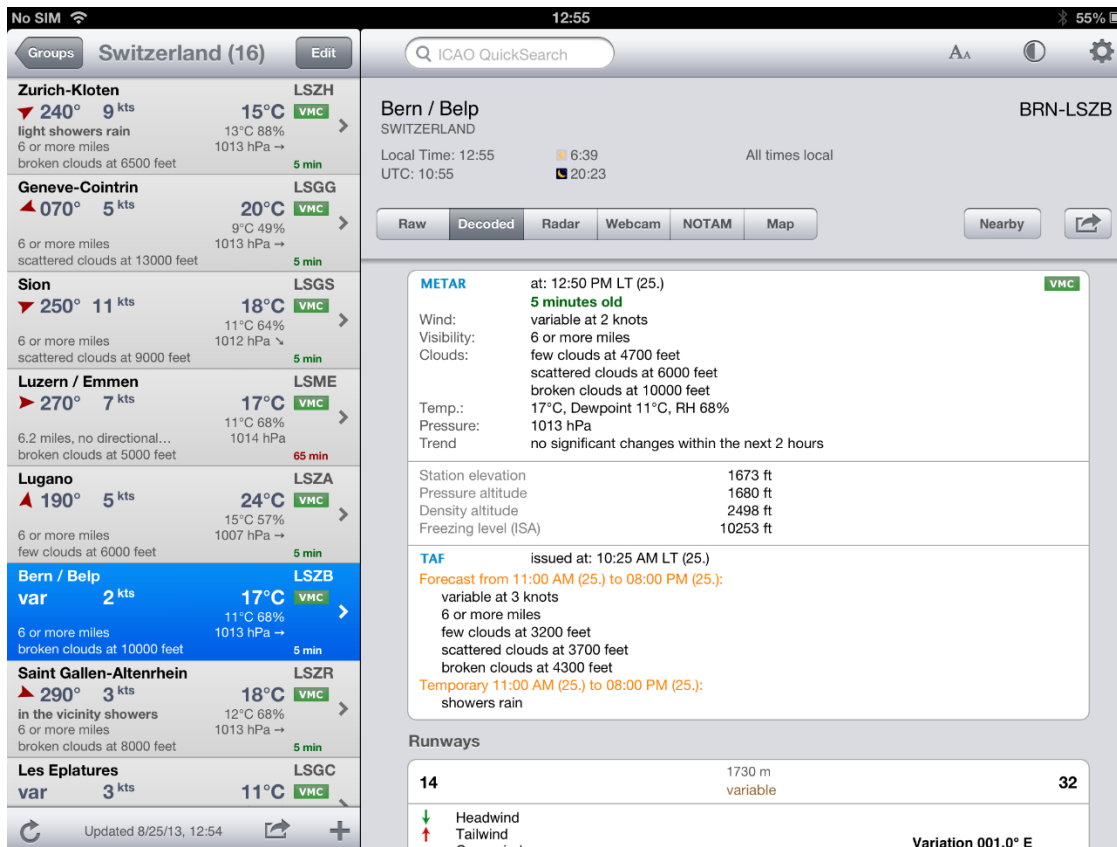 No SIM
12:55
55%
Groups
Switzerland (16)
Edit
Zurich-Kloten LSZH
240° 9 kts 15°C VMC
light showers rain 13°C 88%
6 or more miles 1013 hPa →
broken clouds at 6500 feet 5 min
Geneve-Cointrin LSGG
070° 5 kts 20°C VMC
9°C 49%
6 or more miles 1013 hPa →
scattered clouds at 13000 feet 5 min
Sion LSGS
250° 11 kts 18°C VMC
11°C 64%
6 or more miles 1012 hPa ↘
scattered clouds at 9000 feet 5 min
Luzern / Emmen LSME
270° 7 kts 17°C VMC
11°C 68%
6.2 miles, no directional... 1014 hPa
broken clouds at 5000 feet 65 min
Lugano LSZA
190° 5 kts 24°C VMC
15°C 57%
6 or more miles 1007 hPa →
few clouds at 6000 feet 5 min
Bern / Belp LSZB
var 2 kts 17°C VMC
11°C 68%
6 or more miles 1013 hPa →
broken clouds at 10000 feet 5 min
Saint Gallen-Altenrhein LSZR
290° 3 kts 18°C VMC
in the vicinity showers 12°C 68%
6 or more miles 1013 hPa →
broken clouds at 8000 feet 5 min
Les Eplatures LSGC
var 3 kts 11°C VMC
Updated 8/25/13, 12:54
ICAO QuickSearch
AA
Bern / Belp BRN-LSZB
SWITZERLAND
Local Time: 12:55 6:39 All times local
UTC: 10:55 20:23
Raw Decoded Radar Webcam NOTAM Map Nearby
METAR at: 12:50 PM LT (25.) VMC
5 minutes old
Wind: variable at 2 knots
Visibility: 6 or more miles
Clouds: few clouds at 4700 feet
scattered clouds at 6000 feet
broken clouds at 10000 feet
Temp.: 17°C, Dewpoint 11°C, RH 68%
Pressure: 1013 hPa
Trend no significant changes within the next 2 hours
Station elevation 1673 ft
Pressure altitude 1680 ft
Density altitude 2498 ft
Freezing level (ISA) 10253 ft
TAF issued at: 10:25 AM LT (25.)
Forecast from 11:00 AM (25.) to 08:00 PM (25.):
variable at 3 knots
6 or more miles
few clouds at 3200 feet
scattered clouds at 3700 feet
broken clouds at 4300 feet
Temporary 11:00 AM (25.) to 08:00 PM (25.):
showers rain
Runways
14 1730 m 32
variable
Headwind
Tailwind
Variation 001.0° E